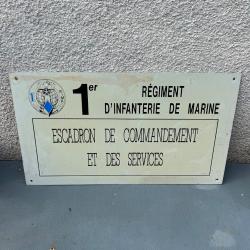 1er RÉGIMENT
D'INFANTERIE DE MARINE
ESCADRON DE COMMANDEMENT
ET DES SERVICES